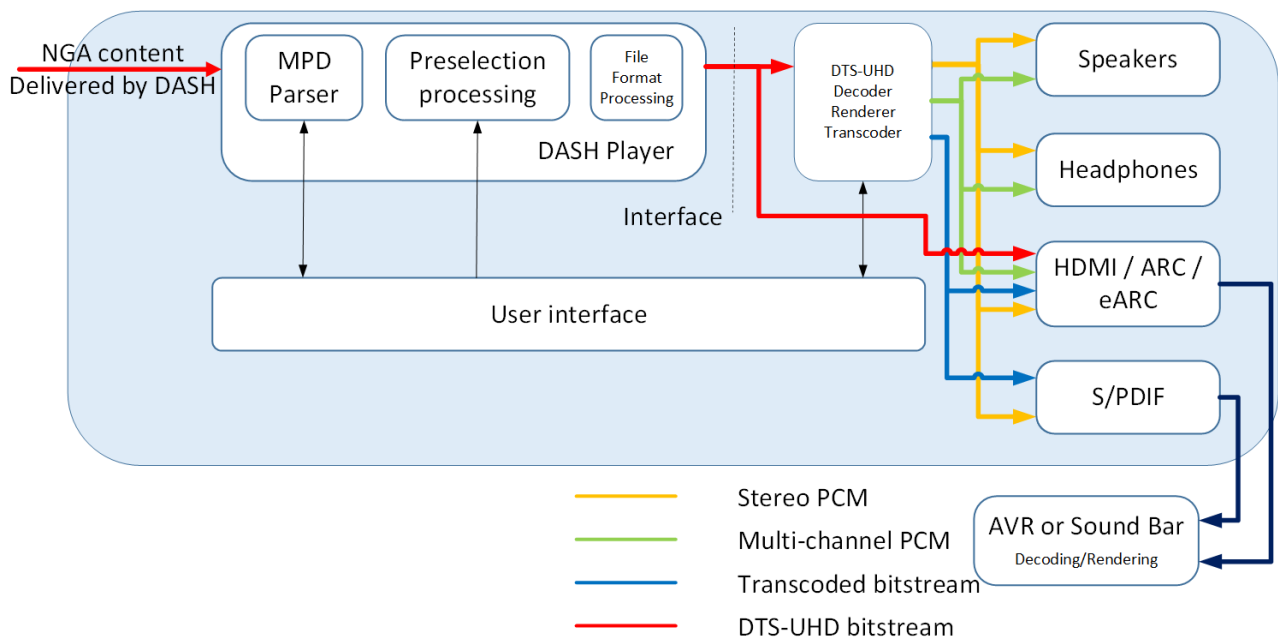 NGA content
Delivered by DASH
MPD
Parser
Preselection
processing
File
Format
Processing
DASH Player
Interface
DTS-UHD
Decoder
Renderer
Transcoder
User interface
Speakers
Headphones
HDMI / ARC /
eARC
S/PDIF
AVR or Sound Bar
Decoding/Rendering
Stereo PCM
Multi-channel PCM
Transcoded bitstream
DTS-UHD bitstream